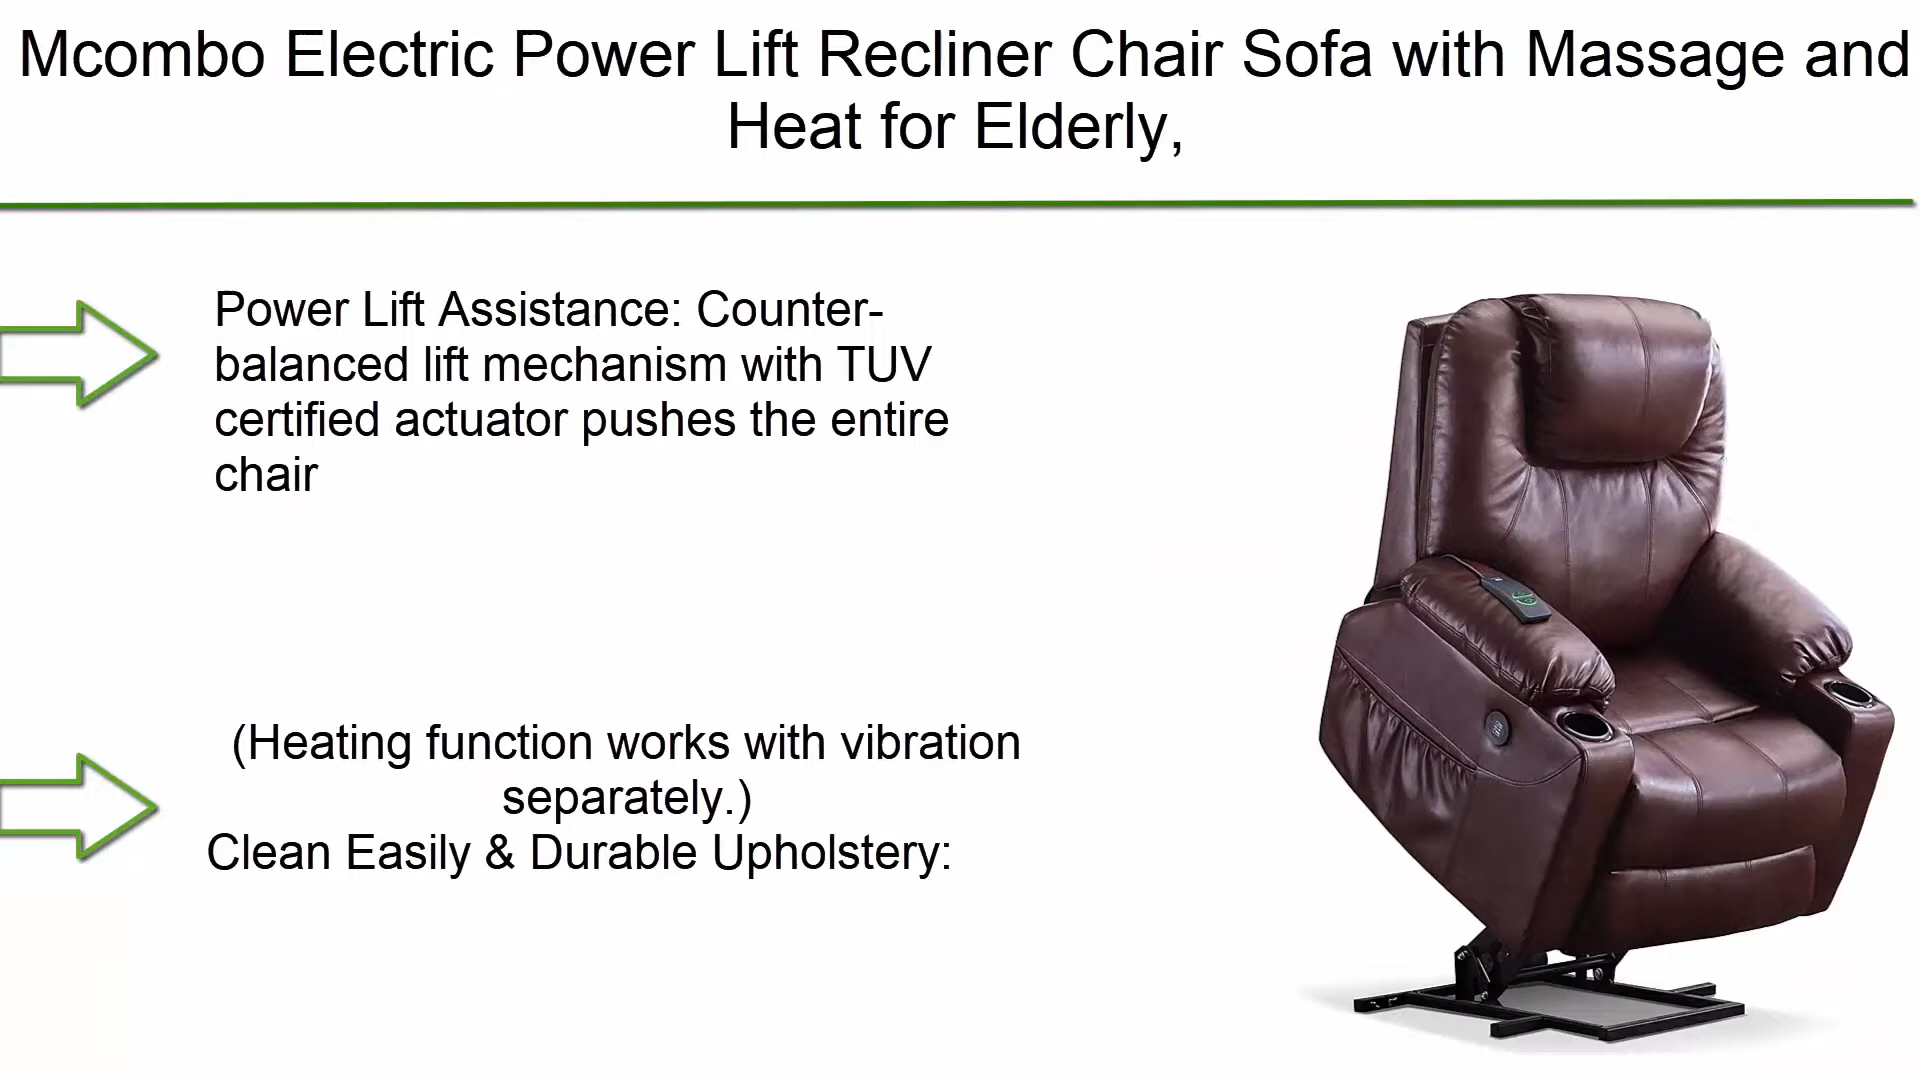 Mcombo Electric Power Lift Recliner Chair Sofa with Massage and
Heat for Elderly,
Power Lift Assistance: Counter-
balanced lift mechanism with TUV
certified actuator pushes the entire
chair
(Heating function works with vibration
separately.)
Clean Easily & Durable Upholstery: